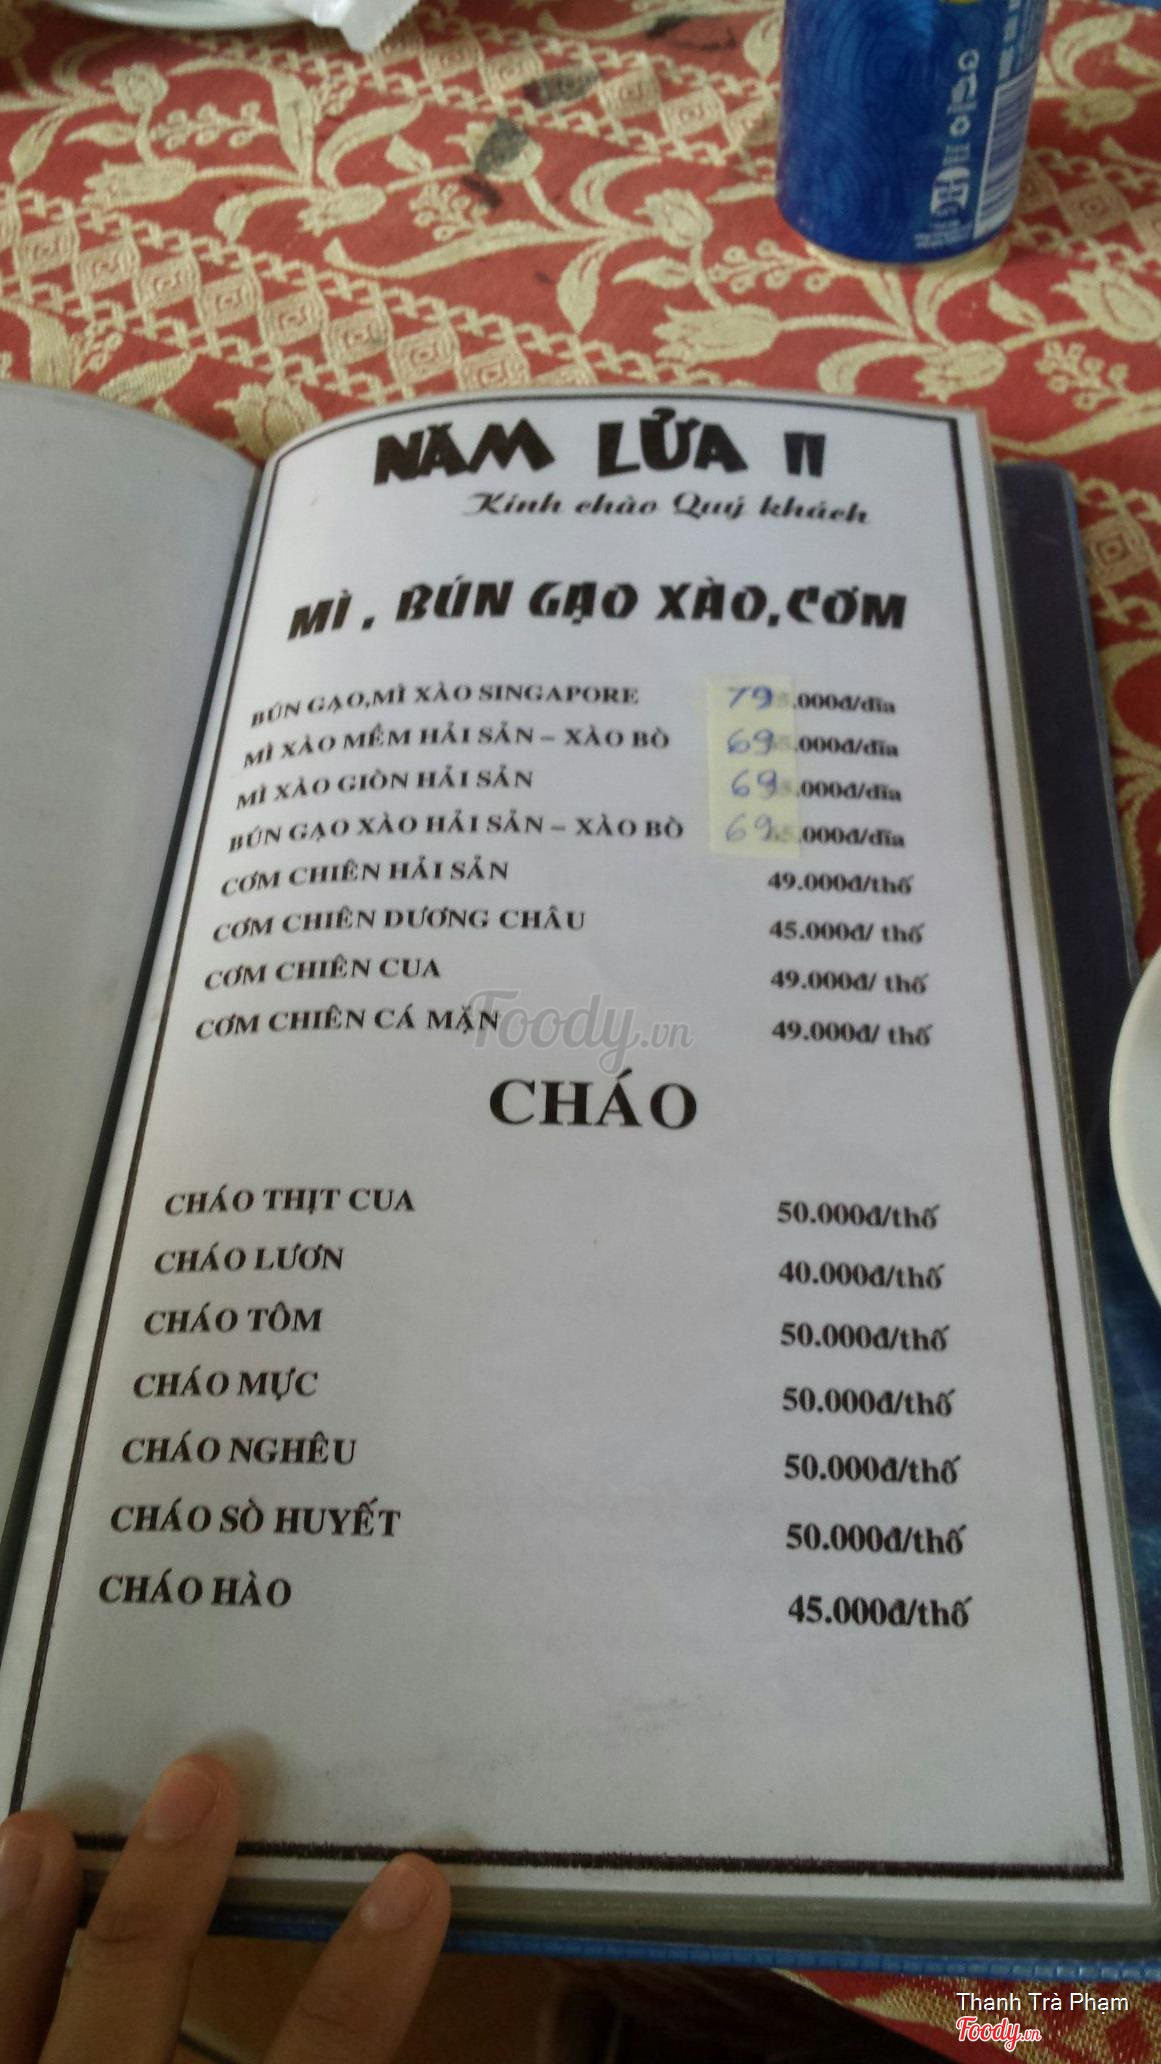 NĂM LỬA II
Kính chào Quý khách
MÌ, BÚN GẠO XÀO, CƠM
BÚN GẠO,MÌ XÀO SINGAPORE 79.000đ/đĩa
MÌ XÀO MỀM HẢI SẢN – XÀO BÒ 69.000đ/đĩa
MÌ XÀO GIÒN HẢI SẢN 69.000đ/đĩa
BÚN GẠO XÀO HẢI SẢN – XÀO BÒ 69.000đ/đĩa
CƠM CHIÊN HẢI SẢN 49.000đ/thố
CƠM CHIÊN DƯƠNG CHÂU 45.000đ/ thố
CƠM CHIÊN CUA 49.000đ/ thố
CƠM CHIÊN CÁ MẶN 49.000đ/ thố
Foody.vn
CHÁO
CHÁO THỊT CUA 50.000đ/thố
CHÁO LƯƠN 40.000đ/thố
CHÁO TÔM 50.000đ/thố
CHÁO MỰC 50.000đ/thố
CHÁO NGHÊU 50.000đ/thố
CHÁO SÒ HUYẾT 50.000đ/thố
CHÁO HÀO 45.000đ/thố
Thanh Trà Phạm
Foody.vn